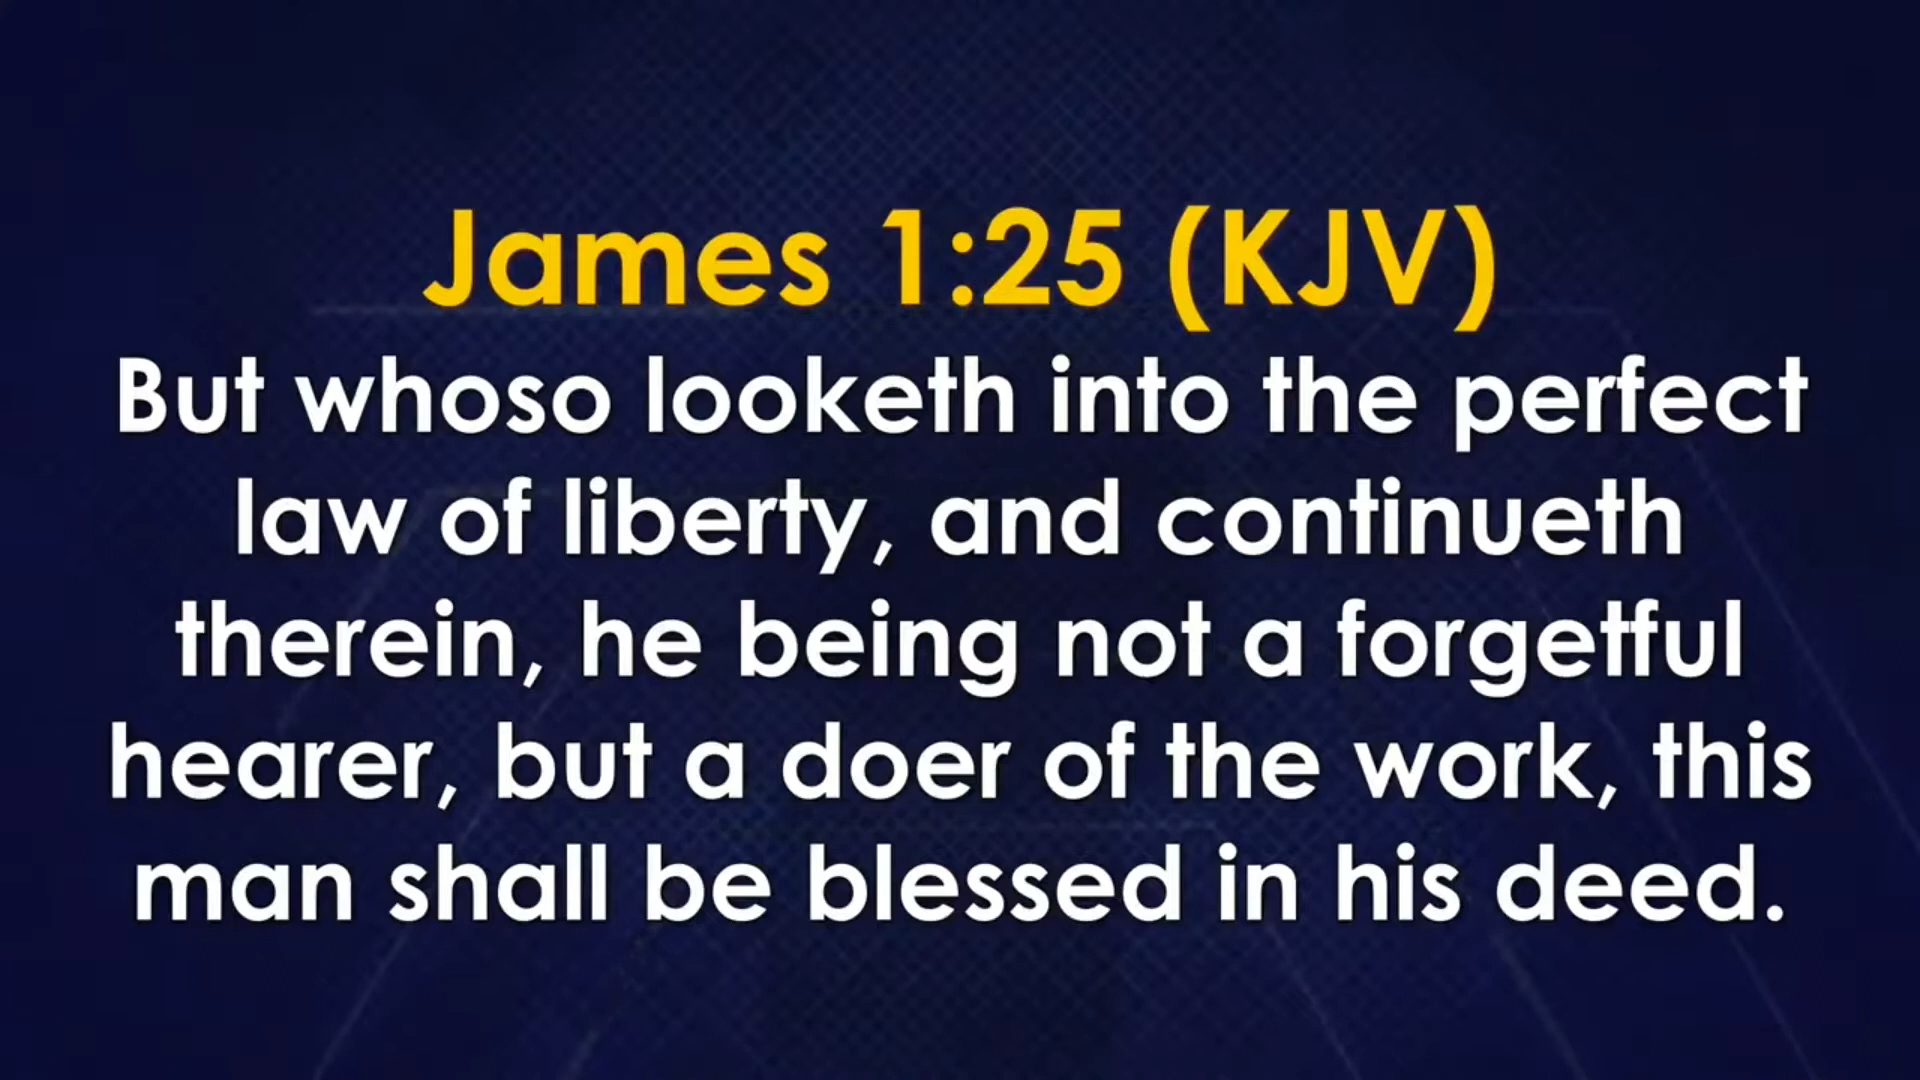 James 1:25 (KJV)
But whoso looketh into the perfect
law of liberty, and continueth
therein, he being not a forgetful
hearer, but a doer of the work, this
man shall be blessed in his deed.